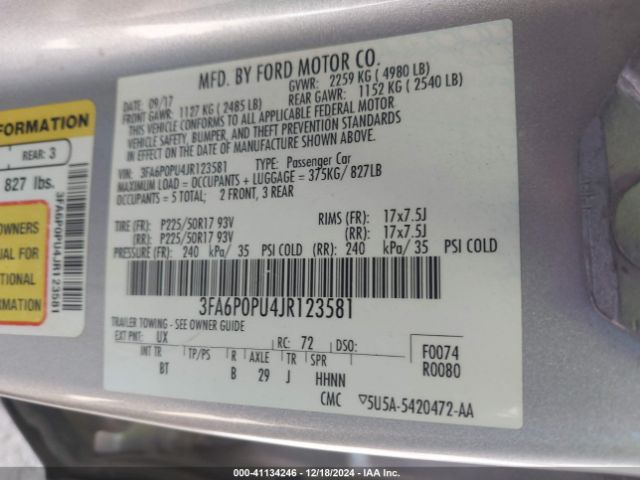 MFD. BY FORD MOTOR CO.
DATE: 09/17
GVWR: 2259 KG ( 4980 LB)
FRONT GAWR: 1127 KG ( 2485 LB)
REAR GAWR: 1152 KG ( 2540 LB)
THIS VEHICLE CONFORMS TO ALL APPLICABLE FEDERAL MOTOR
VEHICLE SAFETY, BUMPER, AND THEFT PREVENTION STANDARDS
IN EFFECT ON THE DATE OF MANUFACTURE SHOWN ABOVE.
VIN: 3FA6P0PU4JR123581 TYPE: Passenger Car
MAXIMUM LOAD = OCCUPANTS + LUGGAGE = 375KG/ 827LB
OCCUPANTS = 5 TOTAL; 2 FRONT, 3 REAR
TIRE (FR): P225/50R17 93V RIMS (FR): 17x7.5J
(RR): P225/50R17 93V (RR): 17x7.5J
PRESSURE (FR): 240 kPa/ 35 PSI COLD (RR): 240 kPa/ 35 PSI COLD
3FA6P0PU4JR123581
TRAILER TOWING - SEE OWNER GUIDE
EXT PNT: UX RC: 72 DSO:
INT TR TP/PS R AXLE TR SPR
BT B 29 J HHNN
F0074
R0080
CMC 5U5A-5420472-AA
FORMATION
REAR: 3
827 lbs.
3FA6P0PU4JR123581
OWNERS
UAL FOR
ITIONAL
RMATION
000-41134246 - 12/18/2024 - IAA Inc.